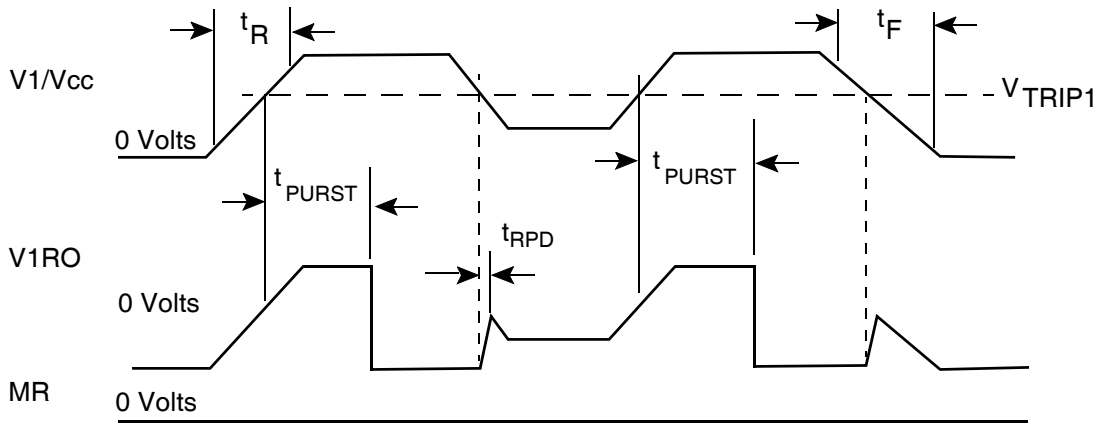 tR
tF
V1/Vcc
VTRIP1
0 Volts
tPURST
tPURST
tRPD
V1RO
0 Volts
MR
0 Volts